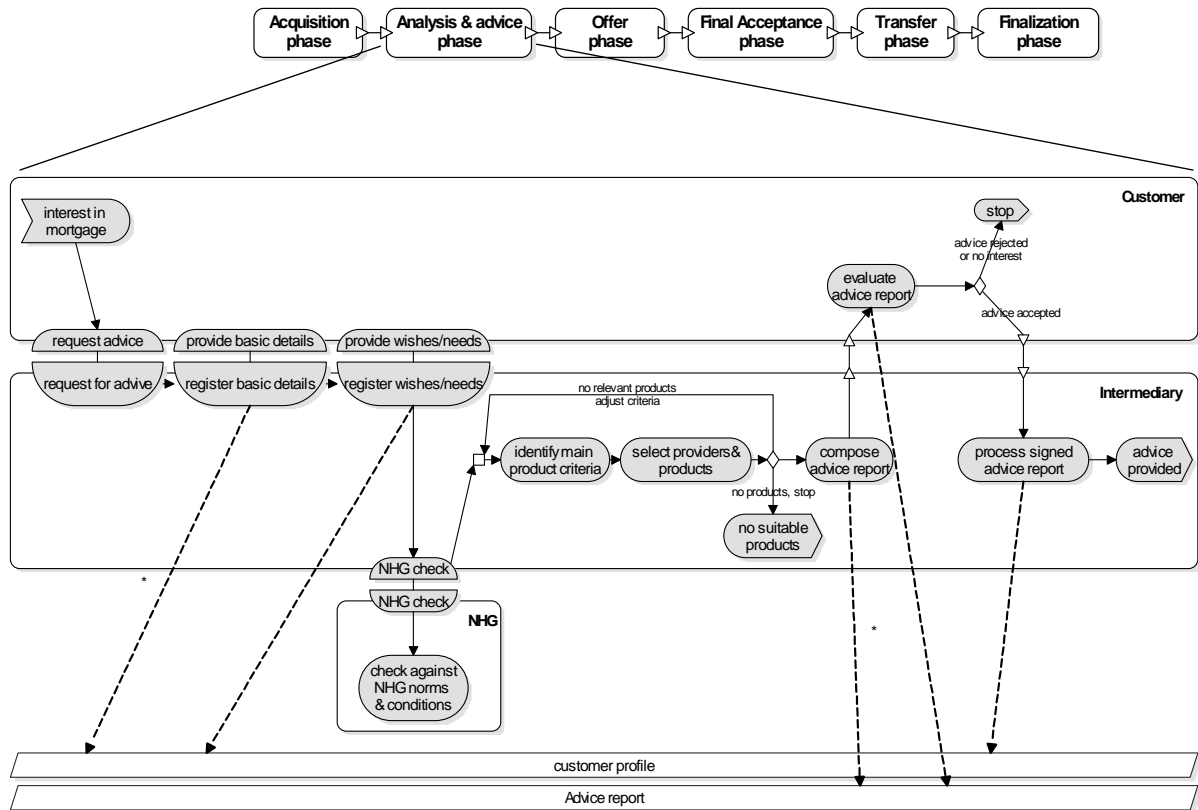 Acquisition
phase
Analysis & advice
phase
Offer
phase
Final Acceptance
phase
Transfer
phase
Finalization
phase
Customer
interest in
mortgage
stop
advice rejected
or no interest
evaluate
advice report
advice accepted
request advice
provide basic details
provide wishes/needs
request for advive
register basic details
register wishes/needs
no relevant products
adjust criteria
Intermediary
identify main
product criteria
select providers&
products
compose
advice report
process signed
advice report
advice
provided
no products, stop
no suitable
products
NHG check
NHG check
NHG
*
*
check against
NHG norms
& conditions
customer profile
Advice report